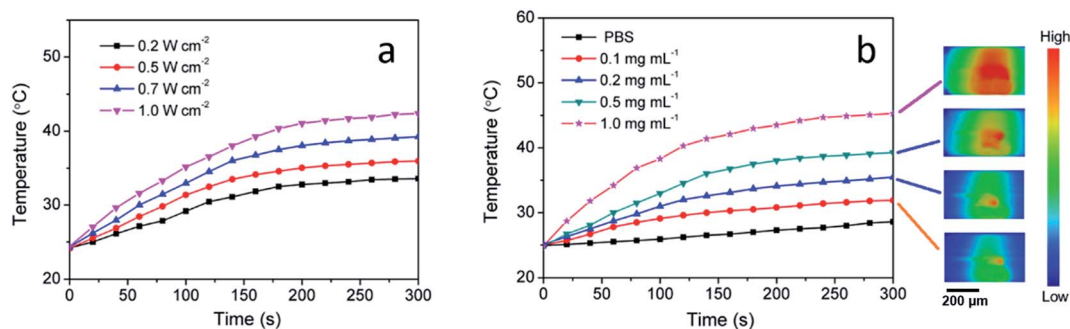 a
0.2 W cm⁻²
0.5 W cm⁻²
0.7 W cm⁻²
1.0 W cm⁻²
Temperature (°C)
50
40
30
20
0 50 100 150 200 250 300
Time (s)
b
PBS
0.1 mg mL⁻¹
0.2 mg mL⁻¹
0.5 mg mL⁻¹
1.0 mg mL⁻¹
Temperature (°C)
60
50
40
30
20
0 50 100 150 200 250 300
Time (s)
High
Low
200 µm